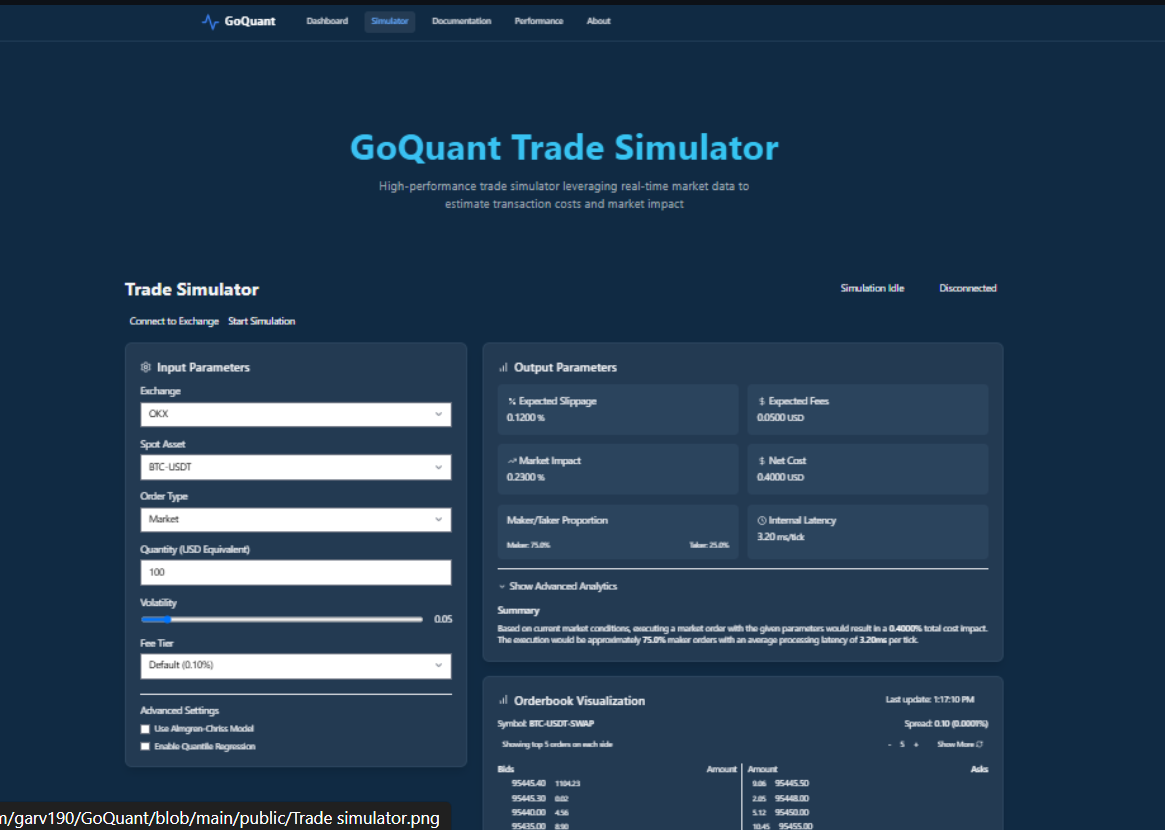 GoQuant Dashboard Simulator Documentation Performance About
GoQuant Trade Simulator
High-performance trade simulator leveraging real-time market data to
estimate transaction costs and market impact
Trade Simulator
Simulation Idle Disconnected
Connect to Exchange Start Simulation
Input Parameters
Exchange
OKX
Spot Asset
BTC-USDT
Order Type
Market
Quantity (USD Equivalent)
100
Volatility
0.05
Fee Tier
Default (0.10%)
Advanced Settings
Use Almgren-Chriss Model
Enable Quantile Regression
Output Parameters
% Expected Slippage
0.1200 %
$ Expected Fees
0.0500 USD
Market Impact
0.2300 %
$ Net Cost
0.4000 USD
Maker/Taker Proportion
Maker: 75.0% Taker: 25.0%
Internal Latency
3.20 ms/tick
Show Advanced Analytics
Summary
Based on current market conditions, executing a market order with the given parameters would result in a 0.4000% total cost impact.
The execution would be approximately 75.0% maker orders with an average processing latency of 3.20ms per tick.
Orderbook Visualization
Last update: 1:17:10 PM
Symbol: BTC-USDT-SWAP
Spread: 0.10 (0.0001%)
Showing top 5 orders on each side
- 5 + Show More
Bids Amount Amount Asks
95445.40 1104.23 9.06 95445.50
95445.30 0.02 2.05 95448.00
95440.00 4.56 5.12 95450.00
95435.00 8.90 10.45 95455.00
m/garv190/GoQuant/blob/main/public/Trade simulator.png